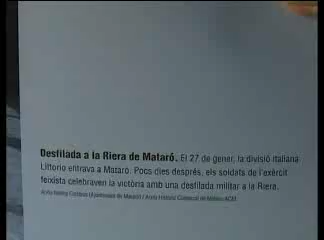 Desfilada a la Riera de Mataró. El 27 de gener, la divisió italiana
Littorio entrava a Mataró. Pocs dies després, els soldats de l'exèrcit
feixista celebraven la victòria amb una desfilada militar a la Riera.